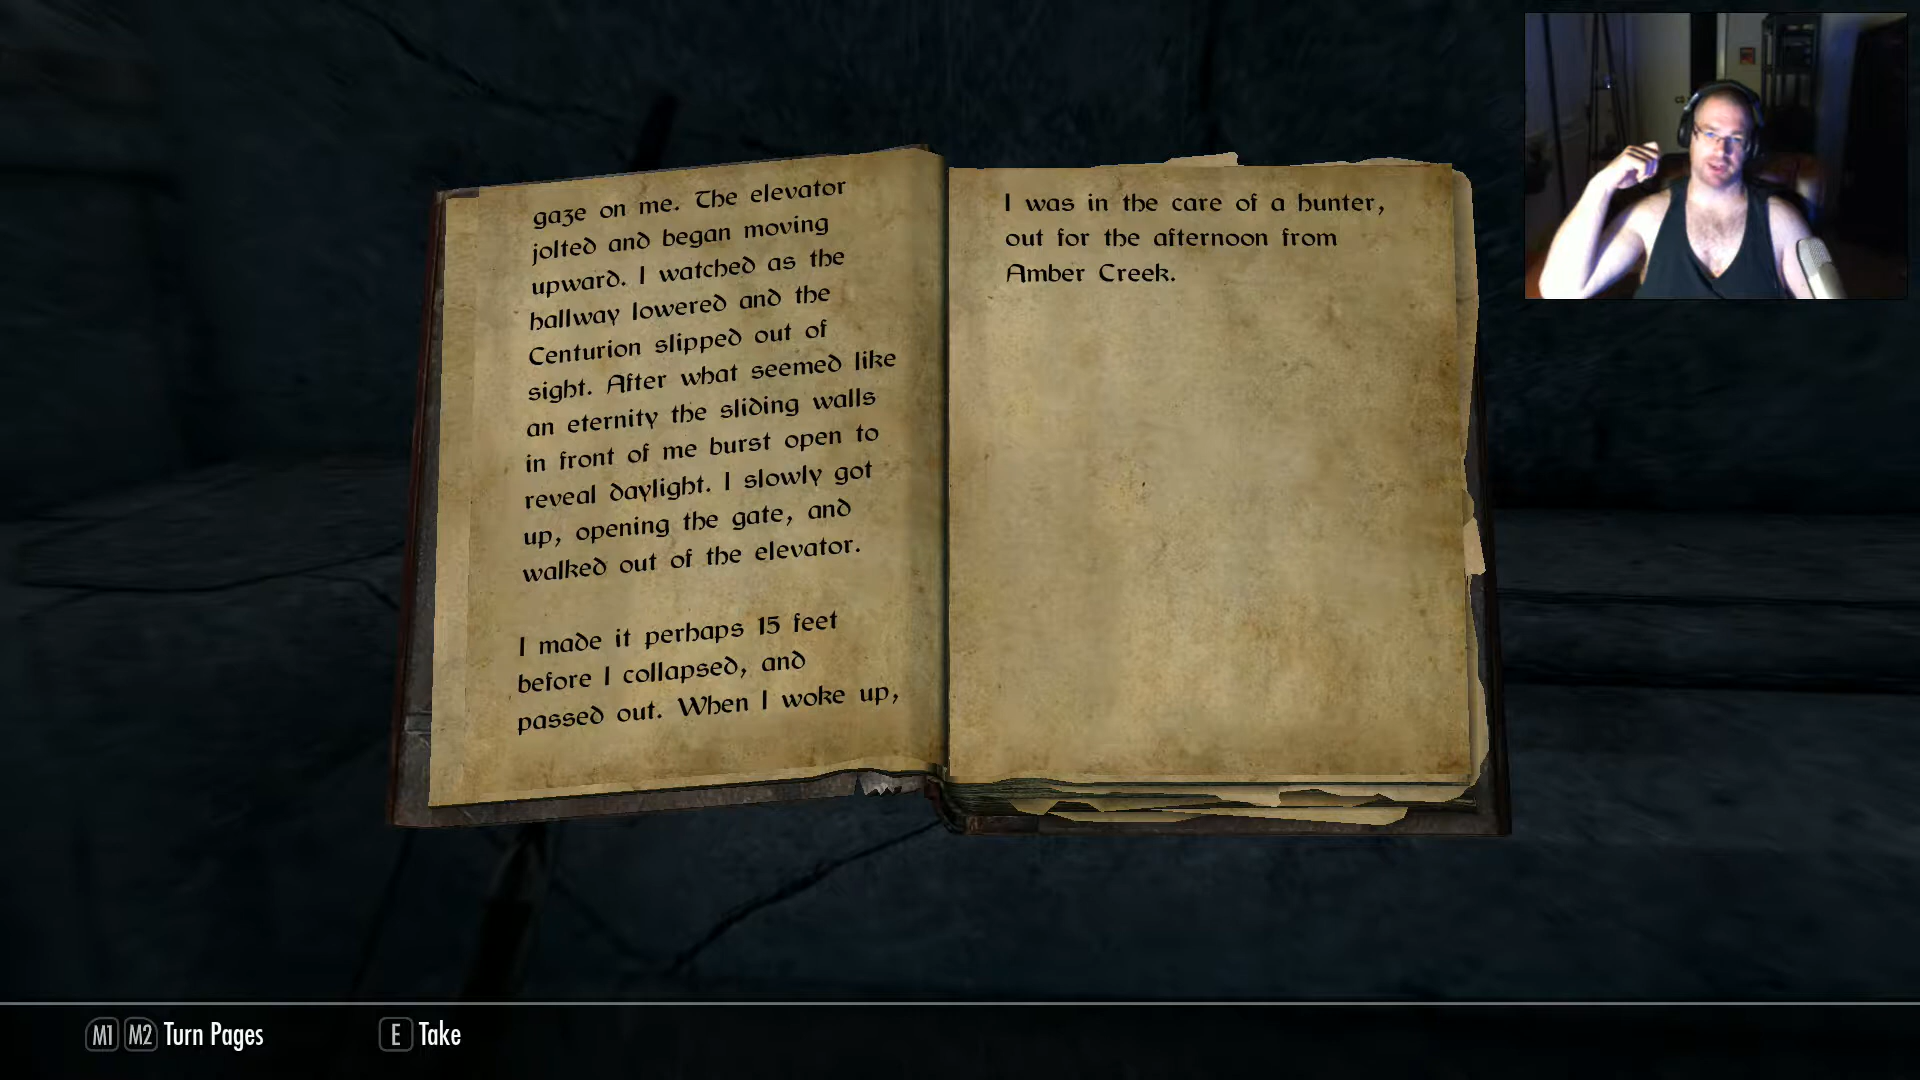 gaze on me. The elevator
jolted and began moving
upward. I watched as the
hallway lowered and the
Centurion slipped out of
sight. After what seemed like
an eternity the sliding walls
in front of me burst open to
reveal daylight. I slowly got
up, opening the gate, and
walked out of the elevator.
I made it perhaps 15 feet
before I collapsed, and
passed out. When I woke up,
I was in the care of a hunter,
out for the afternoon from
Amber Creek.
M1 M2 Turn Pages
E Take